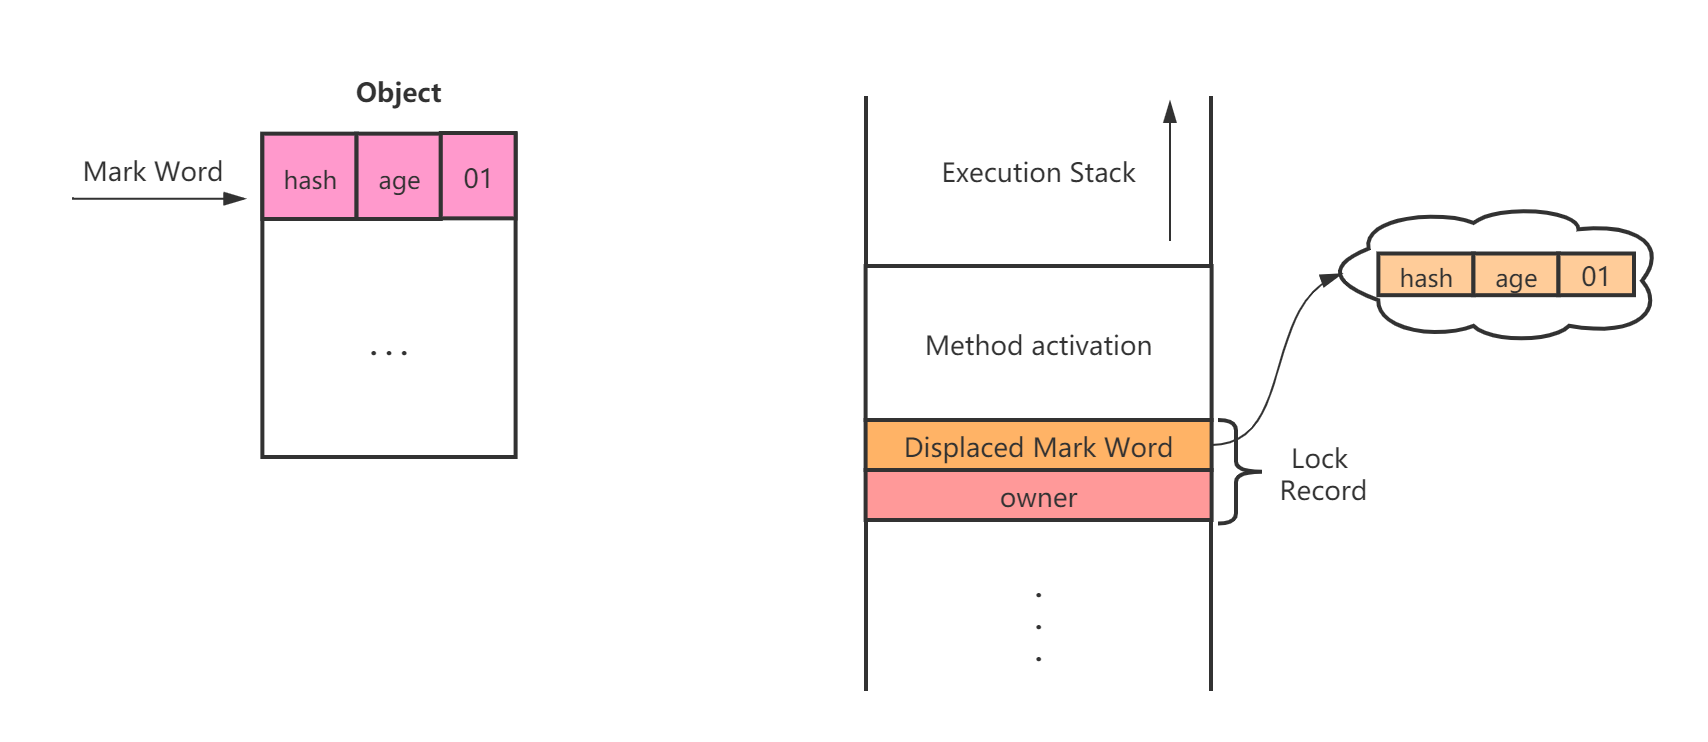 Object
Mark Word
hash age 01
...
Execution Stack
hash age 01
Method activation
Displaced Mark Word
owner
Lock
Record
.
.
.